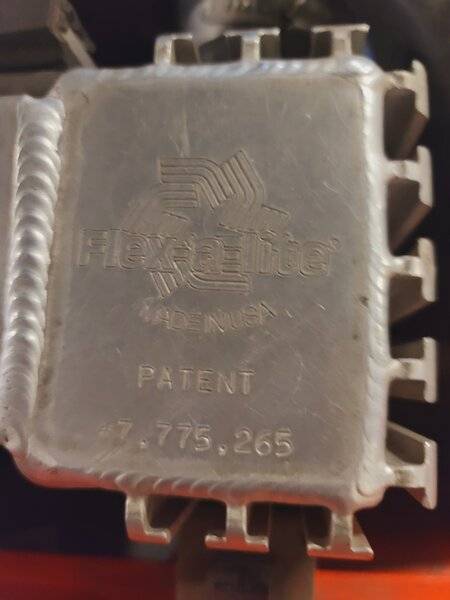 Flex-a-lite®
MADE IN USA
PATENT
#7,775,265